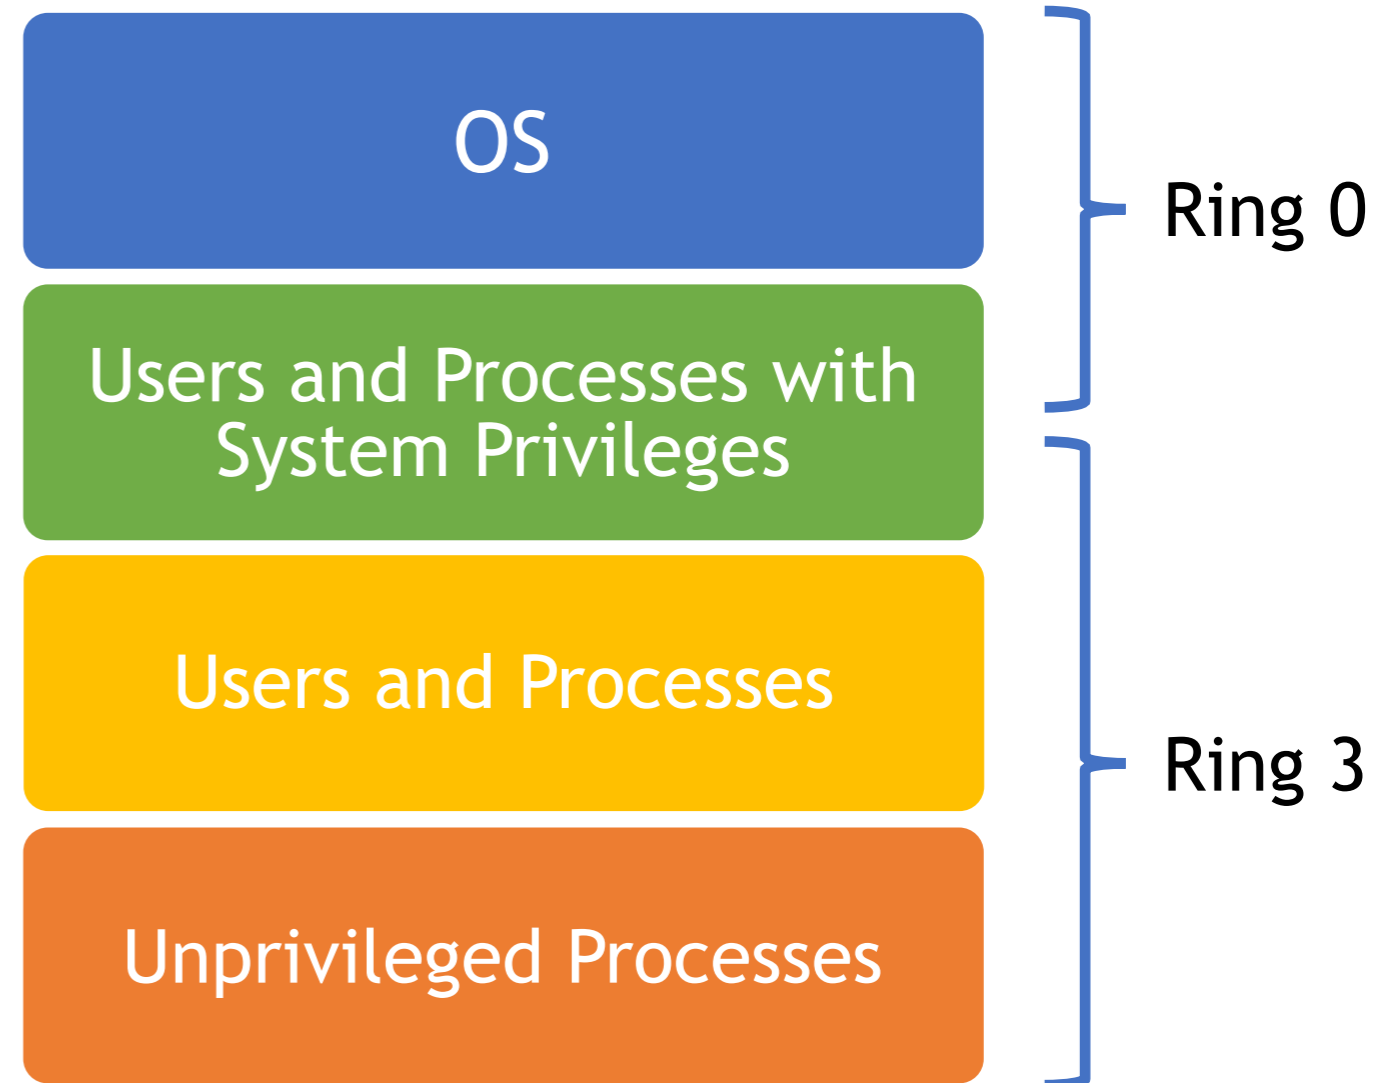 OS
Ring 0
Users and Processes with
System Privileges
Users and Processes
Ring 3
Unprivileged Processes